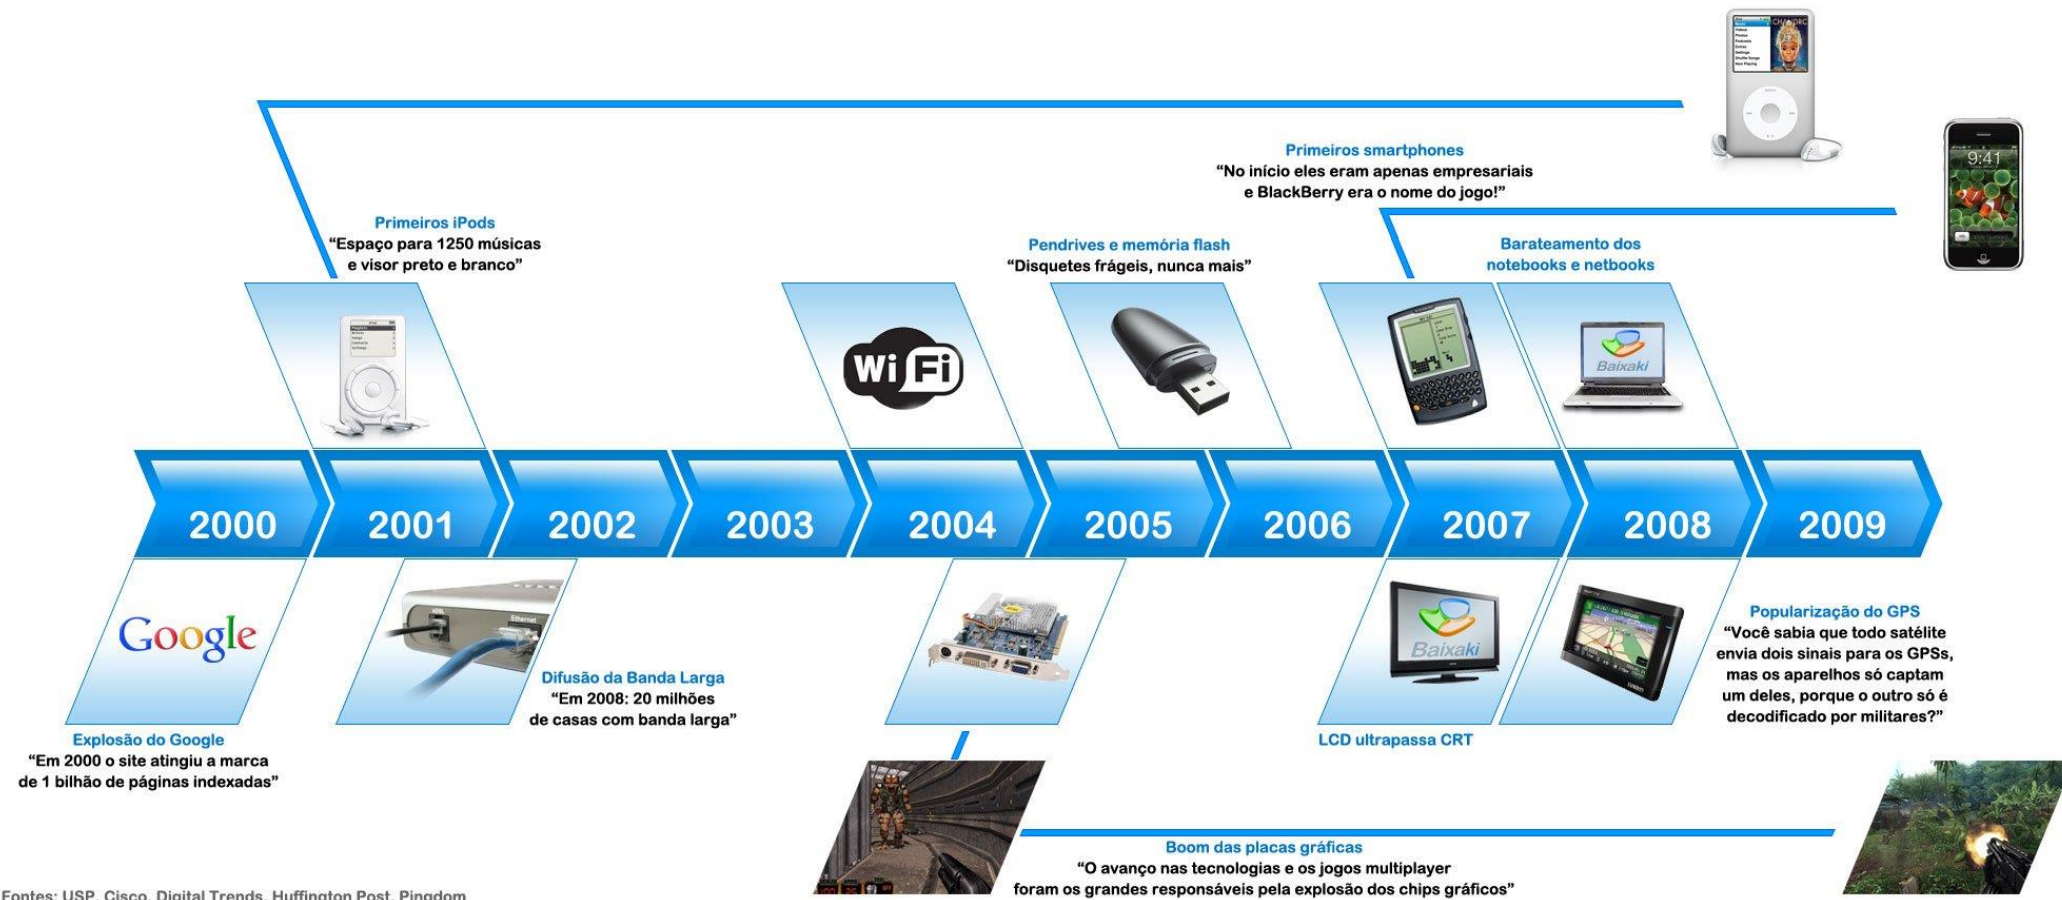 Primeiros smartphones
“No início eles eram apenas empresariais
e BlackBerry era o nome do jogo!”
9:41
Primeiros iPods
“Espaço para 1250 músicas
e visor preto e branco”
Pendrives e memória flash
“Disquetes frágeis, nunca mais”
Barateamento dos
notebooks e netbooks
Wi Fi
Baixaki
2000
2001
2002
2003
2004
2005
2006
2007
2008
2009
Google
ADSL
Ethernet
Baixaki
Explosão do Google
“Em 2000 o site atingiu a marca
de 1 bilhão de páginas indexadas”
Difusão da Banda Larga
“Em 2008: 20 milhões
de casas com banda larga”
LCD ultrapassa CRT
Popularização do GPS
“Você sabia que todo satélite
envia dois sinais para os GPSs,
mas os aparelhos só captam
um deles, porque o outro só é
decodificado por militares?”
Boom das placas gráficas
“O avanço nas tecnologias e os jogos multiplayer
foram os grandes responsáveis pela explosão dos chips gráficos”
Fontes: USP, Cisco, Digital Trends, Huffington Post, Pingdom